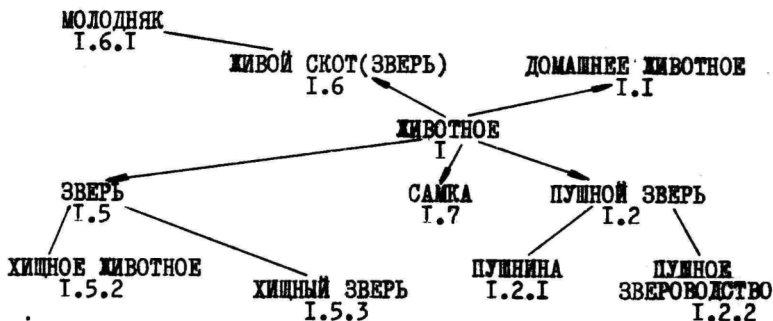 МОЛОДНЯК
I.6.I
ЖИВОЙ СКОТ(ЗВЕРЬ)
I.6
ДОМАШНЕЕ ЖИВОТНОЕ
I.I
ЖИВОТНОЕ
I
ЗВЕРЬ
I.5
САМКА
I.7
ПУШНОЙ ЗВЕРЬ
I.2
ХИЩНОЕ ЖИВОТНОЕ
I.5.2
ХИЩНЫЙ ЗВЕРЬ
I.5.3
ПУШНИНА
I.2.I
ПУШНОЕ
ЗВЕРОВОДСТВО
I.2.2